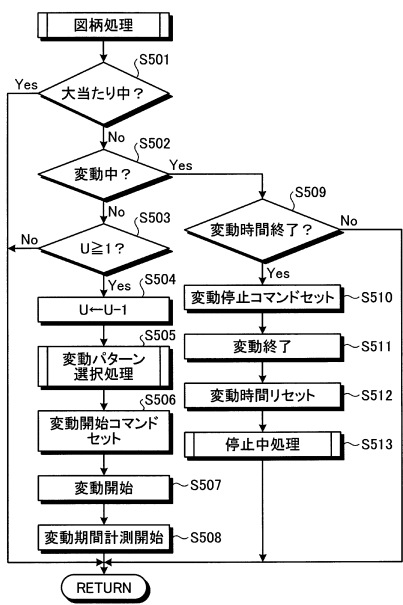 図柄処理
S501
大当たり中？
Yes
No
S502
変動中？
Yes
No
S503
U≧1？
No
Yes
S504
U←U-1
S505
変動パターン
選択処理
S506
変動開始コマンド
セット
変動開始
S507
変動期間計測開始
S508
S509
変動時間終了？
No
Yes
変動停止コマンドセット
S510
変動終了
S511
変動時間リセット
S512
停止中処理
S513
RETURN